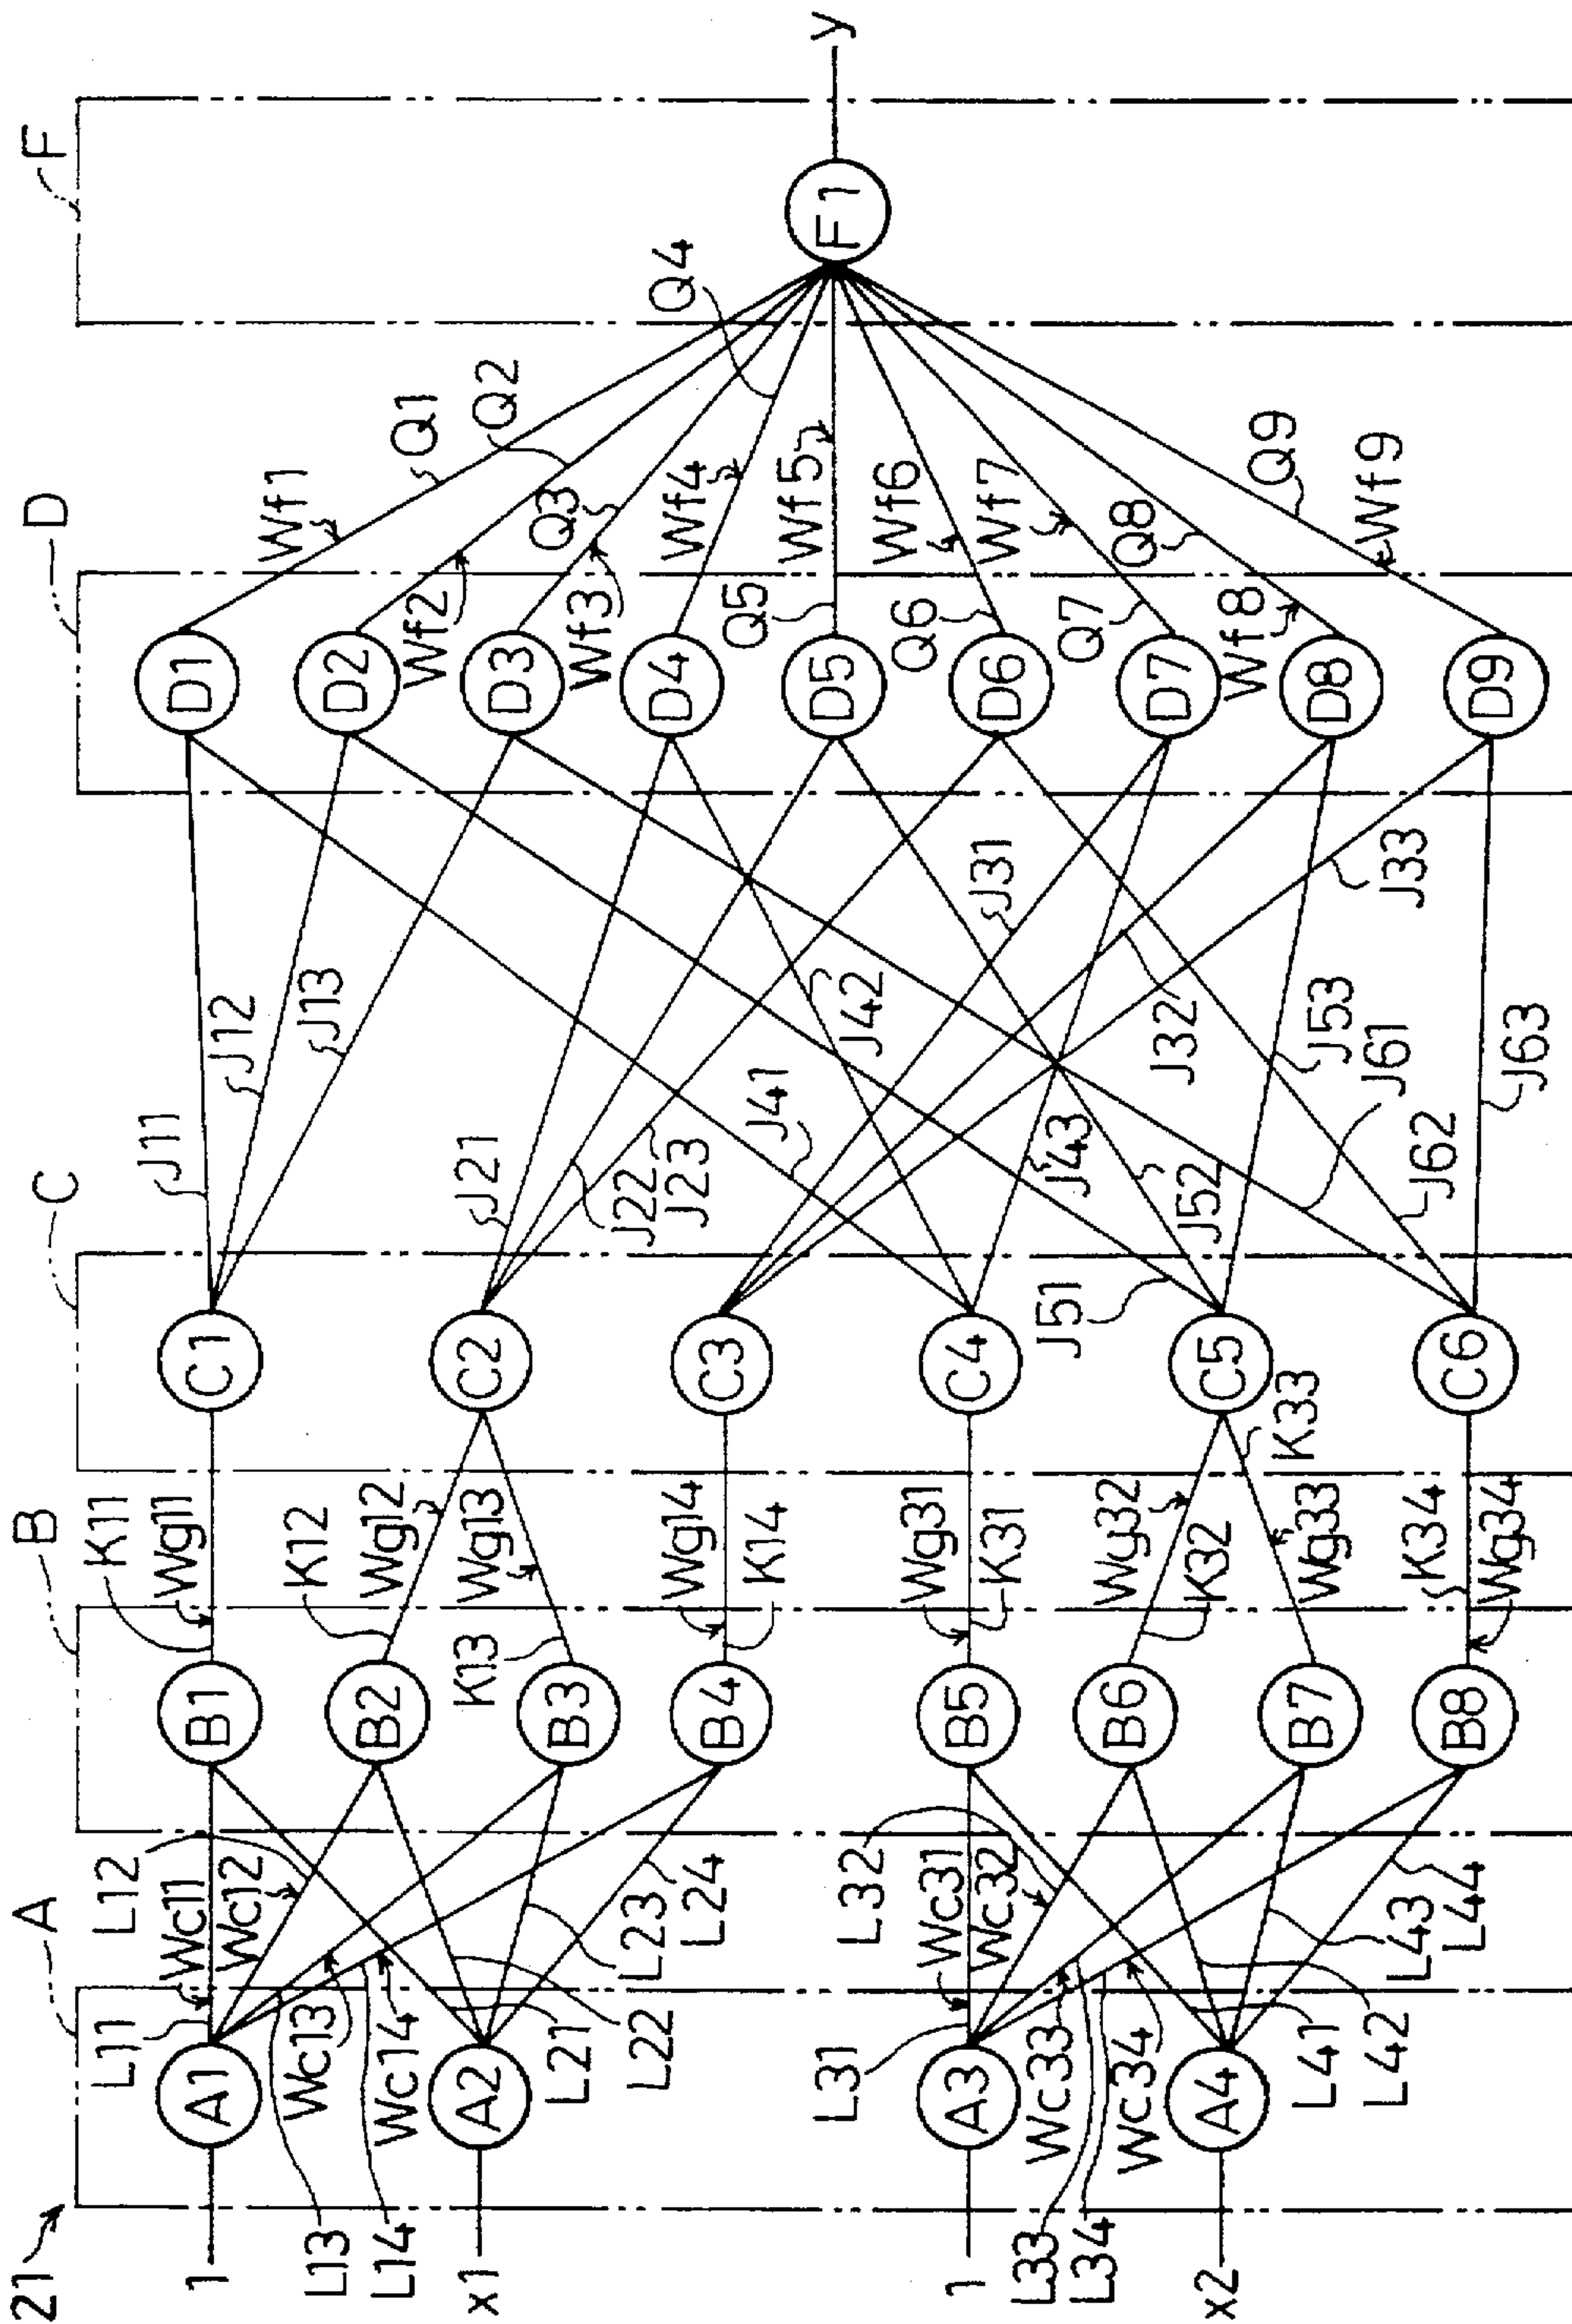 21
A
B
C
D
F
1
x1
1
x2
A1
A2
A3
A4
L11
Wc11
L12
Wc12
Wc13
L13
Wc14
L14
L21
L22
L23
L24
L31
Wc31
L32
Wc32
Wc33
L33
Wc34
L34
L41
L42
L43
L44
B1
B2
B3
B4
B5
B6
B7
B8
K11
Wg11
K12
Wg12
K13
Wg13
Wg14
K14
Wg31
K31
Wg32
K32
K33
Wg33
K34
Wg34
C1
C2
C3
C4
C5
C6
J11
J12
J13
J21
J22
J23
J31
J32
J33
J41
J42
J43
J51
J52
J53
J61
J62
J63
D1
D2
D3
D4
D5
D6
D7
D8
D9
Wf1
Q1
Wf2
Q2
Wf3
Q3
Wf4
Q4
Wf5
Q5
Wf6
Q6
Wf7
Q7
Wf8
Q8
Wf9
Q9
F1
y